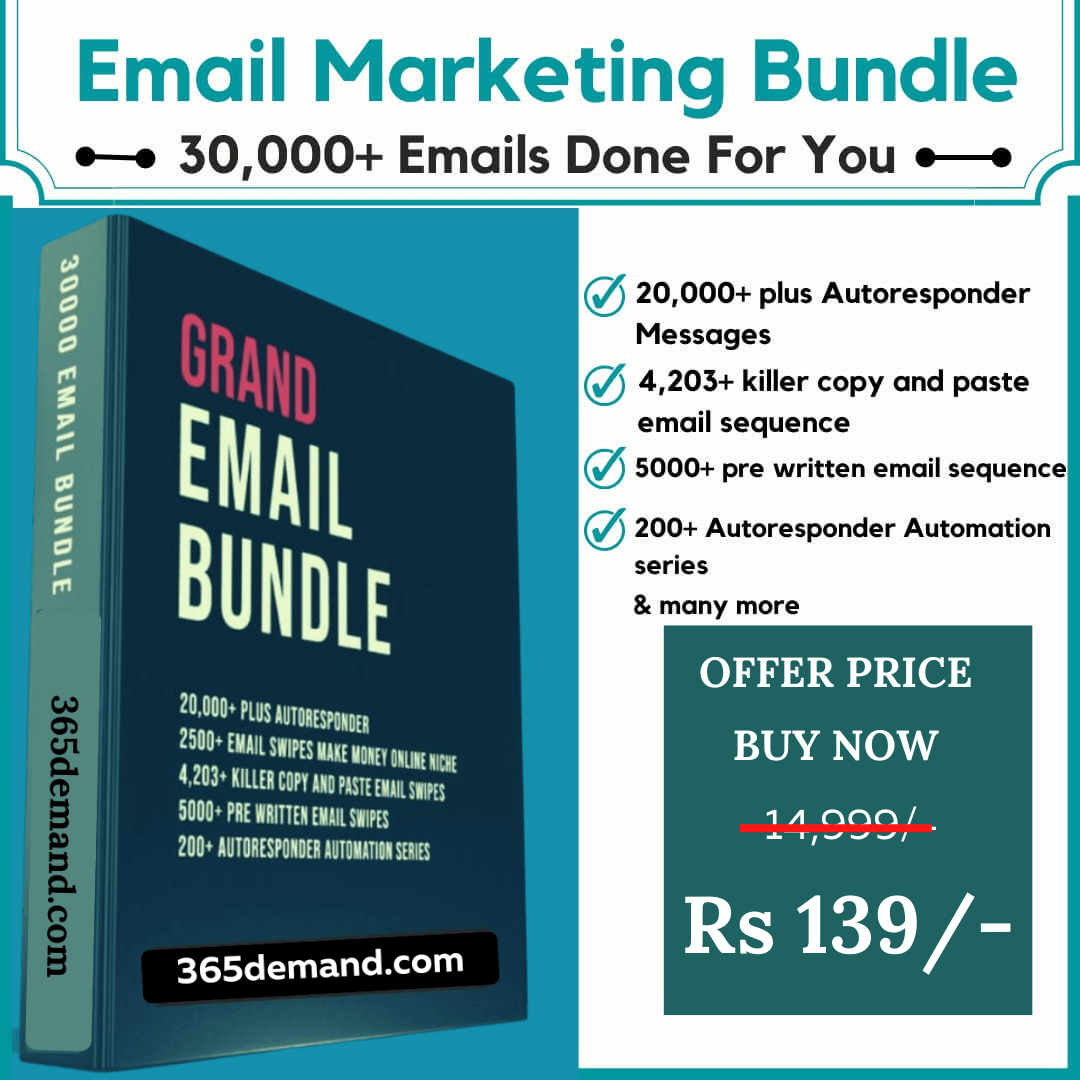 Email Marketing Bundle
30,000+ Emails Done For You
30000 EMAIL BUNDLE
365demand.com
GRAND
EMAIL
BUNDLE
20,000+ PLUS AUTORESPONDER
2500+ EMAIL SWIPES MAKE MONEY ONLINE NICHE
4,203+ KILLER COPY AND PASTE EMAIL SWIPES
5000+ PRE WRITTEN EMAIL SWIPES
200+ AUTORESPONDER AUTOMATION SERIES
365demand.com
20,000+ plus Autoresponder
Messages
4,203+ killer copy and paste
email sequence
5000+ pre written email sequence
200+ Autoresponder Automation
series
& many more
OFFER PRICE
BUY NOW
14,999/-
Rs 139/-